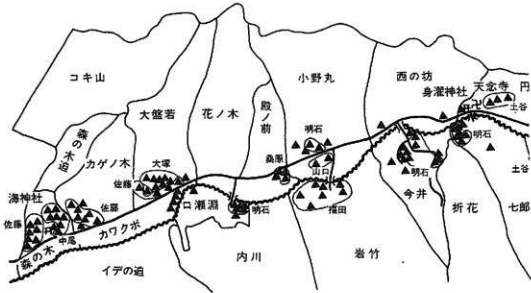 コキ山
大盤若
花ノ木
殿ノ前
小野丸
西の坊
身濯神社
天念寺
円
土谷
森の木迫
カゲノ木
大塚
佐藤
桑原
明石
山口
明石
明石
土谷
海神社
佐藤
佐藤
中尾
カワクボ
口瀬淵
明石
福田
今井
折花
七郎
森の木
イデの迫
内川
岩竹